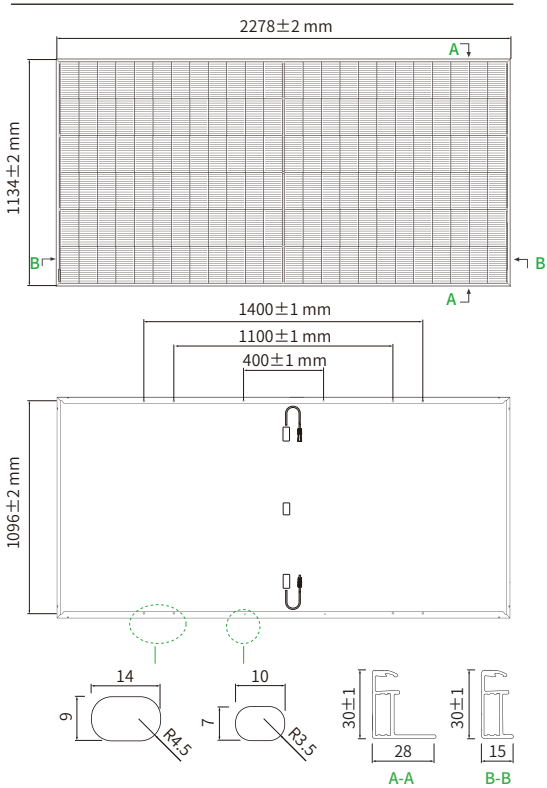 2278±2 mm
A
1134±2 mm
B
B
A
1400±1 mm
1100±1 mm
400±1 mm
1096±2 mm
14
9
R4.5
10
7
R3.5
30±1
28
A-A
30±1
15
B-B